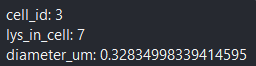 cell_id: 3
lys_in_cell: 7
diameter_um: 0.32834998339414595